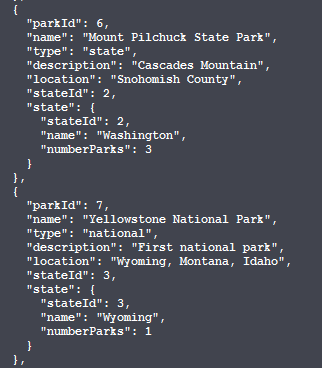 {
"parkId": 6,
"name": "Mount Pilchuck State Park",
"type": "state",
"description": "Cascades Mountain",
"location": "Snohomish County",
"stateId": 2,
"state": {
"stateId": 2,
"name": "Washington",
"numberParks": 3
}
},
{
"parkId": 7,
"name": "Yellowstone National Park",
"type": "national",
"description": "First national park",
"location": "Wyoming, Montana, Idaho",
"stateId": 3,
"state": {
"stateId": 3,
"name": "Wyoming",
"numberParks": 1
}
},